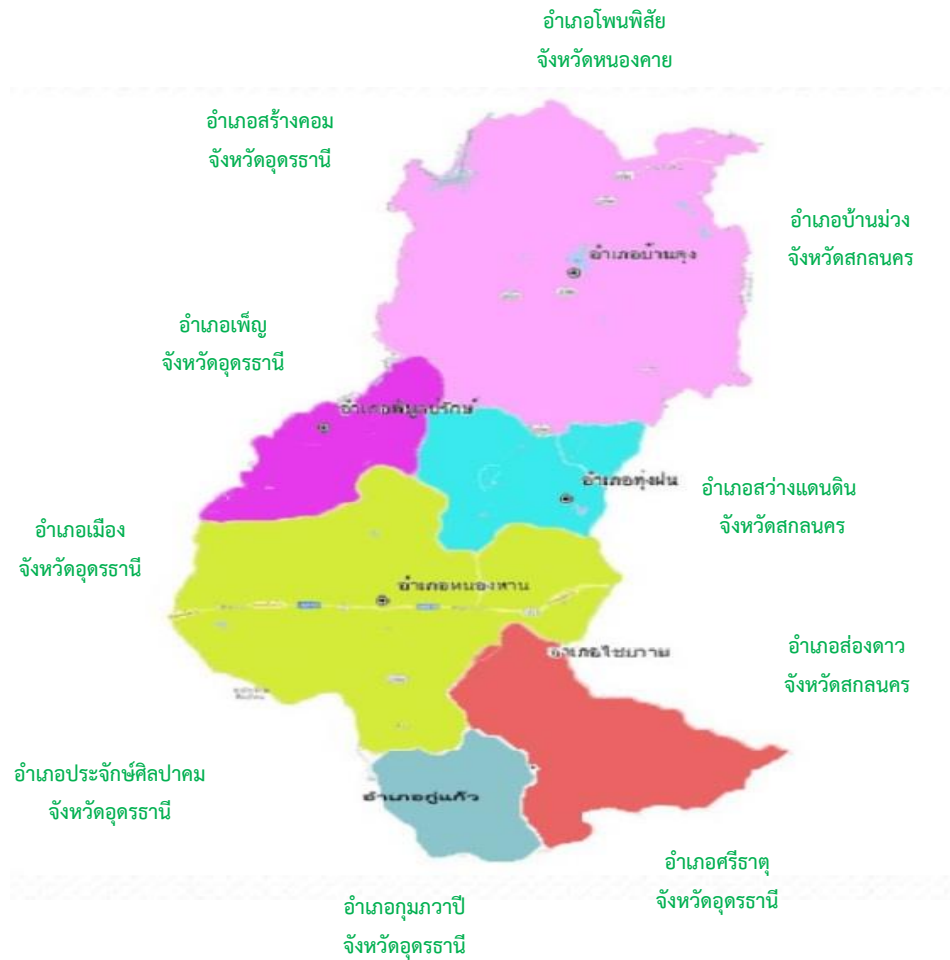 อำเภอโพนพิสัย
จังหวัดหนองคาย
อำเภอสร้างคอม
จังหวัดอุดรธานี
อำเภอบ้านม่วง
จังหวัดสกลนคร
อำเภอบ้านดุง
อำเภอเพ็ญ
จังหวัดอุดรธานี
อำเภอพิบูลย์รักษ์
อำเภอทุ่งฝน
อำเภอสว่างแดนดิน
จังหวัดสกลนคร
อำเภอเมือง
จังหวัดอุดรธานี
อำเภอหนองหาน
อำเภอไชยวาน
อำเภอส่องดาว
จังหวัดสกลนคร
อำเภอประจักษ์ศิลปาคม
จังหวัดอุดรธานี
อำเภอกู่แก้ว
อำเภอศรีธาตุ
จังหวัดอุดรธานี
อำเภอกุมภวาปี
จังหวัดอุดรธานี